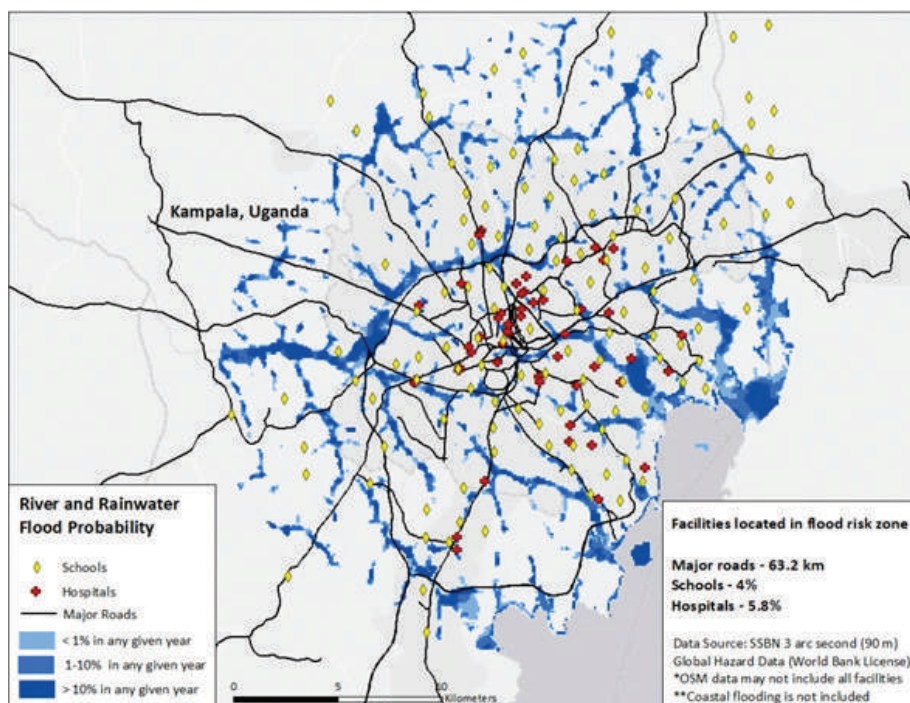 Kampala, Uganda
River and Rainwater
Flood Probability
Schools
Hospitals
Major Roads
< 1% in any given year
1-10% in any given year
> 10% in any given year
0 5 10
Kilometers
Facilities located in flood risk zone
Major roads - 63.2 km
Schools - 4%
Hospitals - 5.8%
Data Source: SSBN 3 arc second (90 m)
Global Hazard Data (World Bank License)
*OSM data may not include all facilities
**Coastal flooding is not included